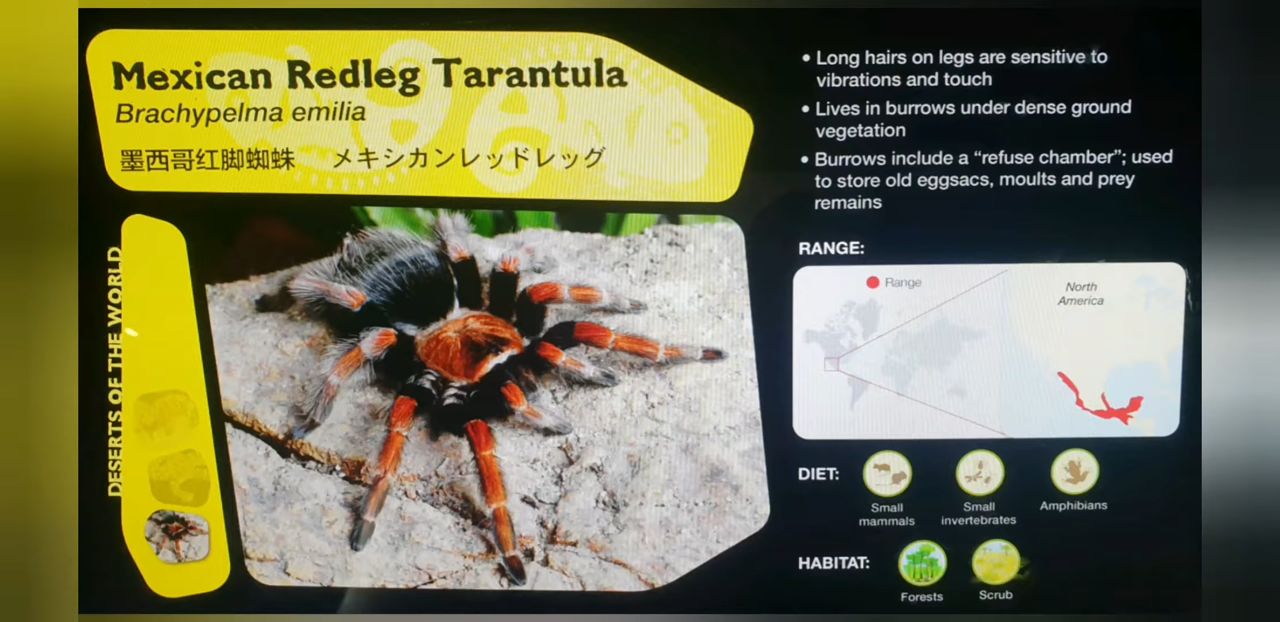 Mexican Redleg Tarantula
Brachypelma emilia
墨西哥红脚蜘蛛 メキシカンレッドレッグ
DESERTS OF THE WORLD
• Long hairs on legs are sensitive to
vibrations and touch
• Lives in burrows under dense ground
vegetation
• Burrows include a “refuse chamber”; used
to store old eggsacs, moults and prey
remains
RANGE:
Range
North
America
DIET:
Small
mammals
Small
invertebrates
Amphibians
HABITAT:
Forests
Scrub